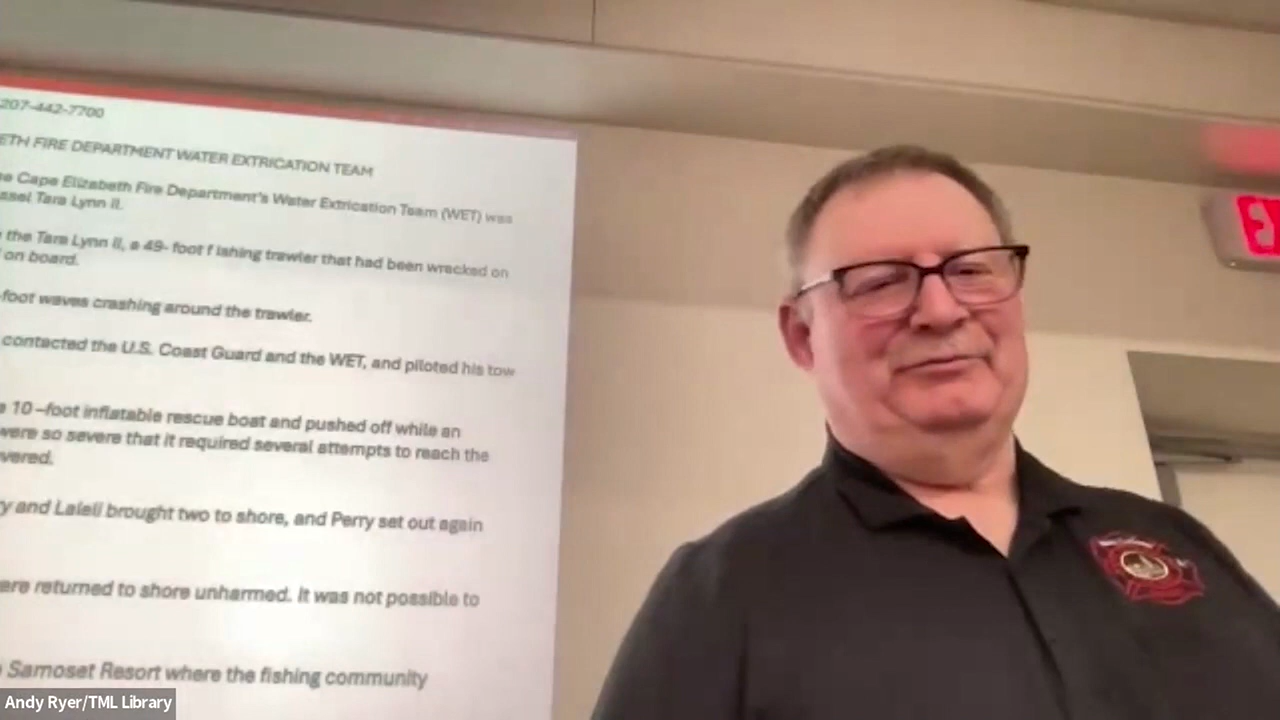 207-442-7700
ETH FIRE DEPARTMENT WATER EXTRICATION TEAM
e Cape Elizabeth Fire Department's Water Extrication Team (WET) was
ssel Tara Lynn II.
the Tara Lynn II, a 49- foot f ishing trawler that had been wrecked on
on board.
-foot waves crashing around the trawler.
contacted the U.S. Coast Guard and the WET, and piloted his tow
a 10 –foot inflatable rescue boat and pushed off while an
were so severe that it required several attempts to reach the
vered.
y and Laleli brought two to shore, and Perry set out again
ere returned to shore unharmed. It was not possible to
Samoset Resort where the fishing community
Andy Ryer/TML Library